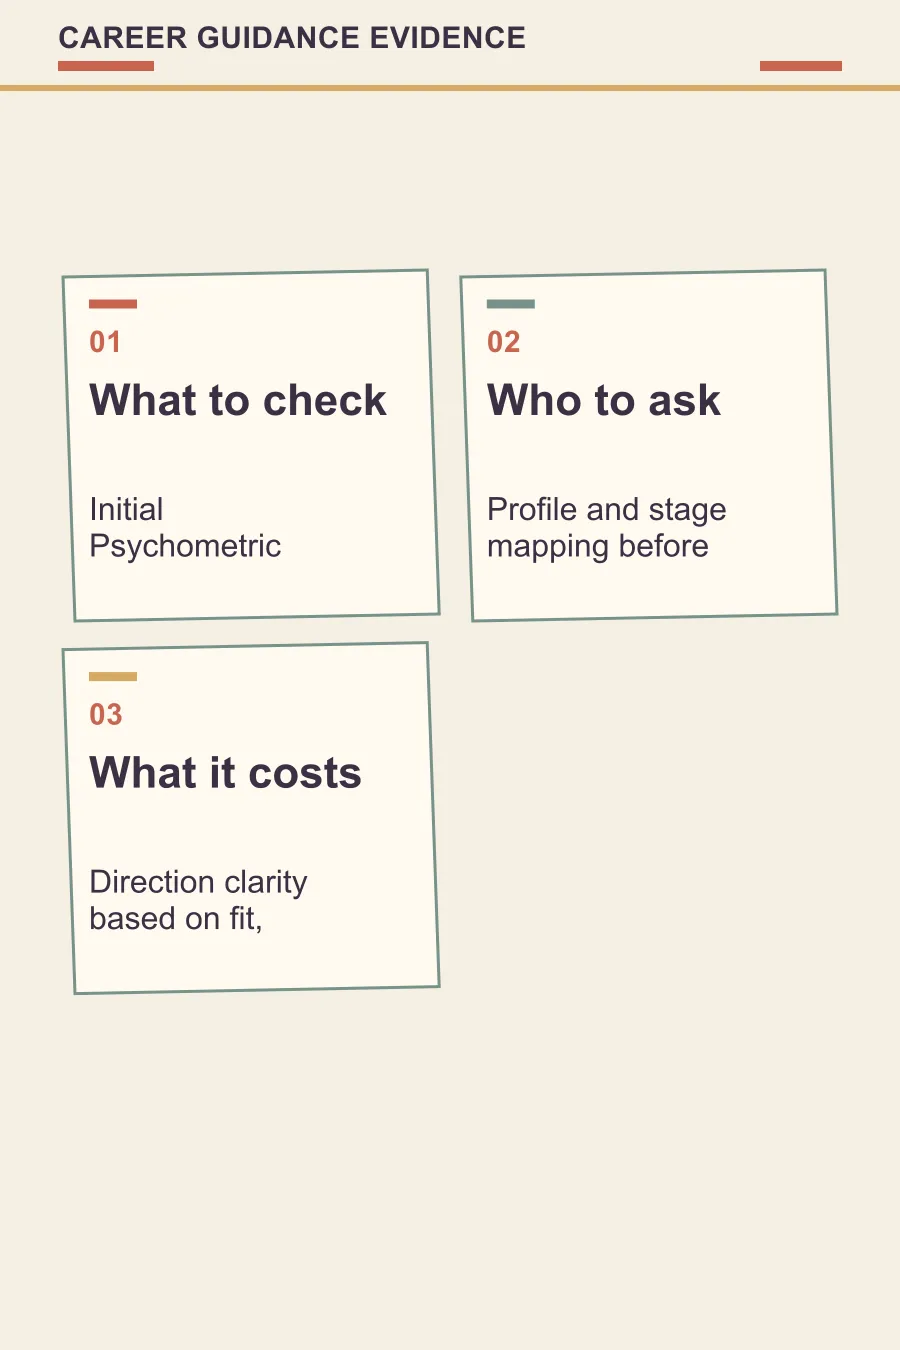 CAREER GUIDANCE EVIDENCE
01
What to check
Initial
Psychometric
02
Who to ask
Profile and stage
mapping before
03
What it costs
Direction clarity
based on fit,